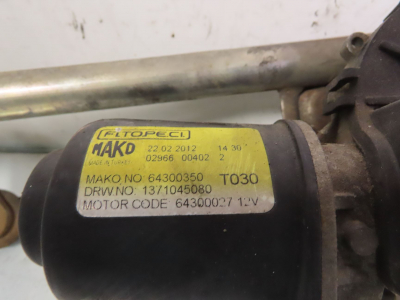 MAKO 22.02.2012 14 30
02966 00402 2
MAKO NO: 64300350 T030
DRW NO: 1371045080
MOTOR CODE 64300027 12V